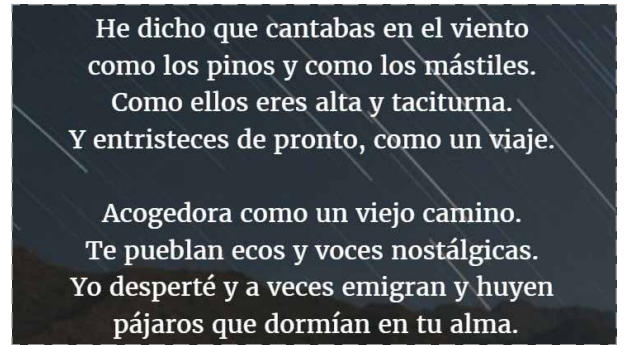 He dicho que cantabas en el viento
como los pinos y como los mástiles.
Como ellos eres alta y taciturna.
Y entristeces de pronto, como un viaje.
Acogedora como un viejo camino.
Te pueblan ecos y voces nostálgicas.
Yo desperté y a veces emigran y huyen
pájaros que dormían en tu alma.